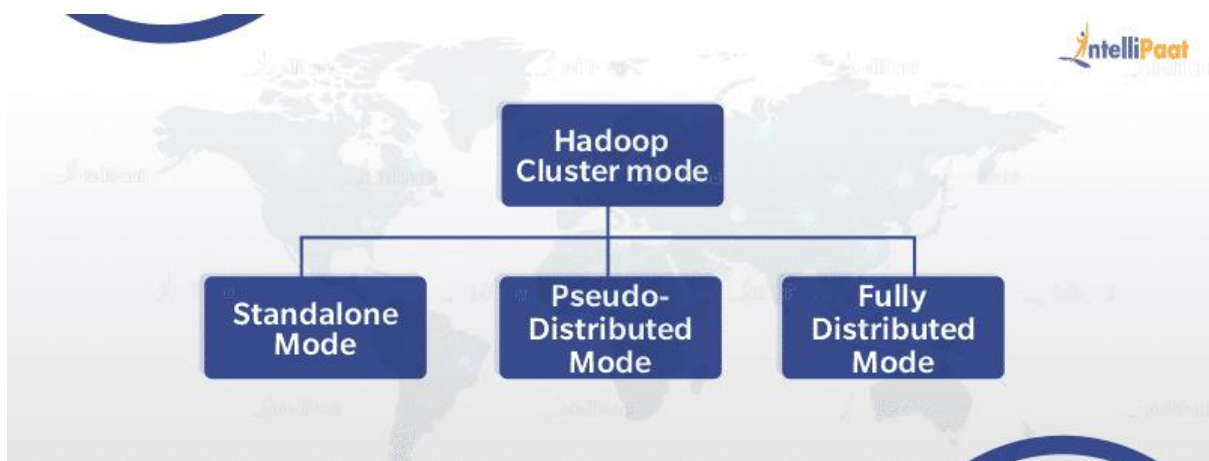 IntelliPaat
Hadoop
Cluster mode
Standalone
Mode
Pseudo-
Distributed
Mode
Fully
Distributed
Mode